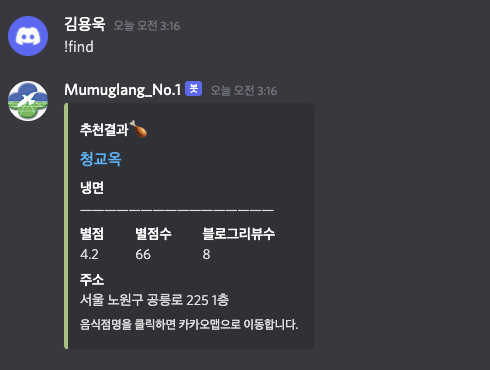 김용욱 오늘 오전 3:16
!find
Mumuglang_No.1 봇 오늘 오전 3:16
추천결과🍗
청교옥
냉면
————————————————
별점 별점수 블로그리뷰수
4.2 66 8
주소
서울 노원구 공릉로 225 1층
음식점명을 클릭하면 카카오맵으로 이동합니다.